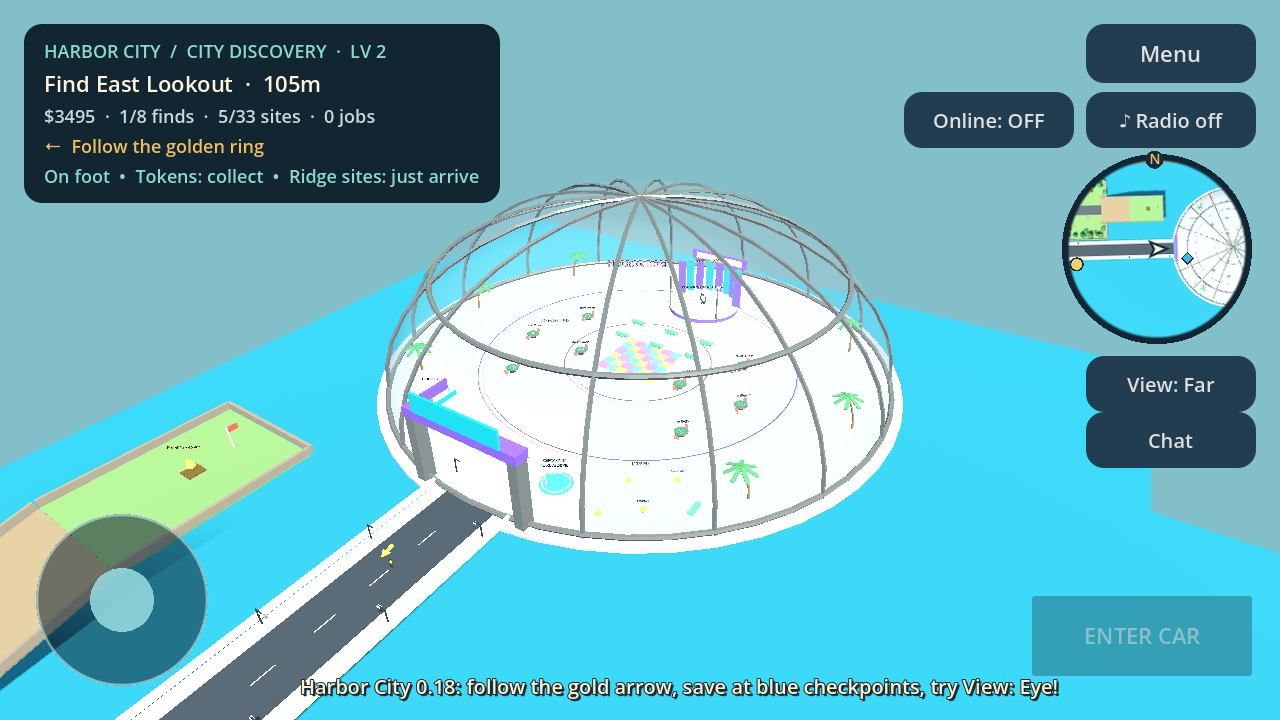 HARBOR CITY / CITY DISCOVERY · LV 2
Find East Lookout · 105m
$3495 · 1/8 finds · 5/33 sites · 0 jobs
← Follow the golden ring
On foot • Tokens: collect • Ridge sites: just arrive
Menu
Online: OFF
♪ Radio off
N
View: Far
Chat
ENTER CAR
Harbor City 0.18: follow the gold arrow, save at blue checkpoints, try View: Eye!